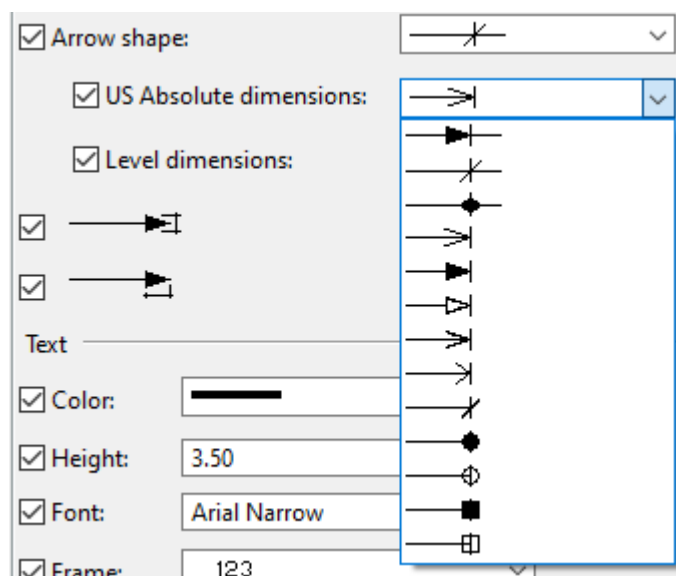 Arrow shape:
US Absolute dimensions:
Level dimensions:
Text
Color:
Height: 3.50
Font: Arial Narrow
Frame: 123